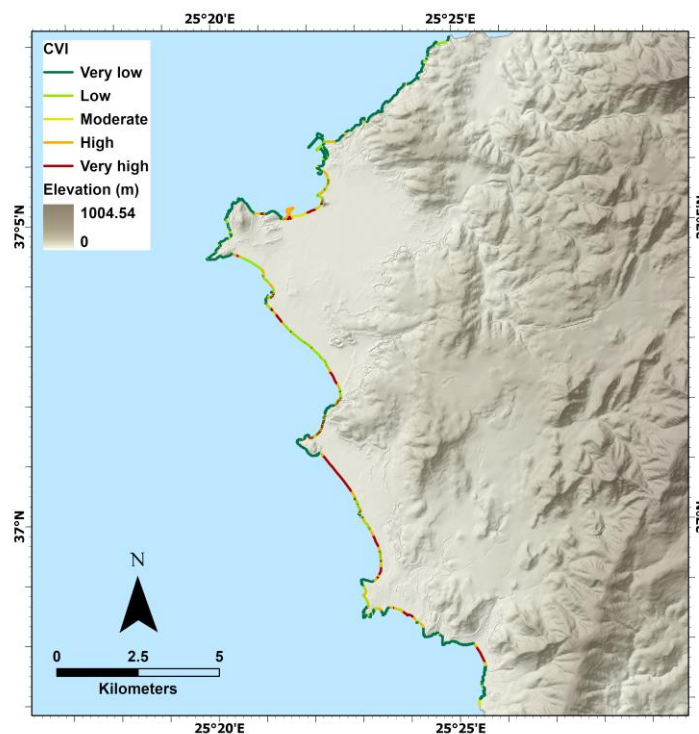 25°20'E
25°25'E
CVI
Very low
Low
Moderate
High
Very high
Elevation (m)
1004.54
0
37°5'N
37°N
N
0
2.5
5
Kilometers
25°20'E
25°25'E